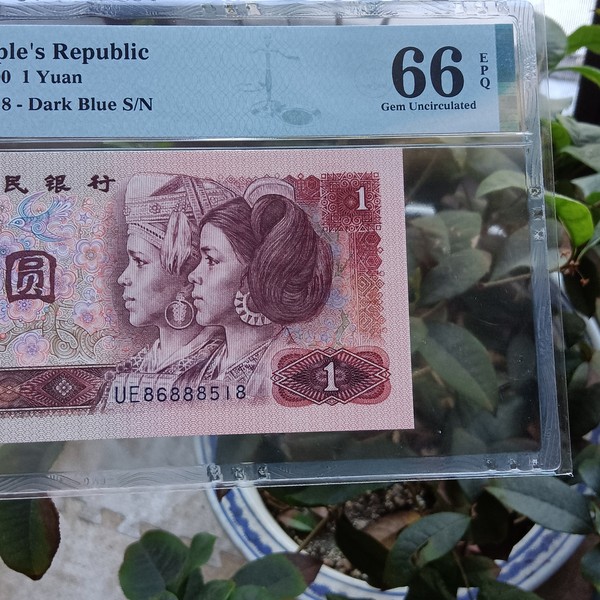 ple's Republic
0 1 Yuan
8 - Dark Blue S/N
66
EPQ
Gem Uncirculated
民银行
1
圆
1
UE86888518